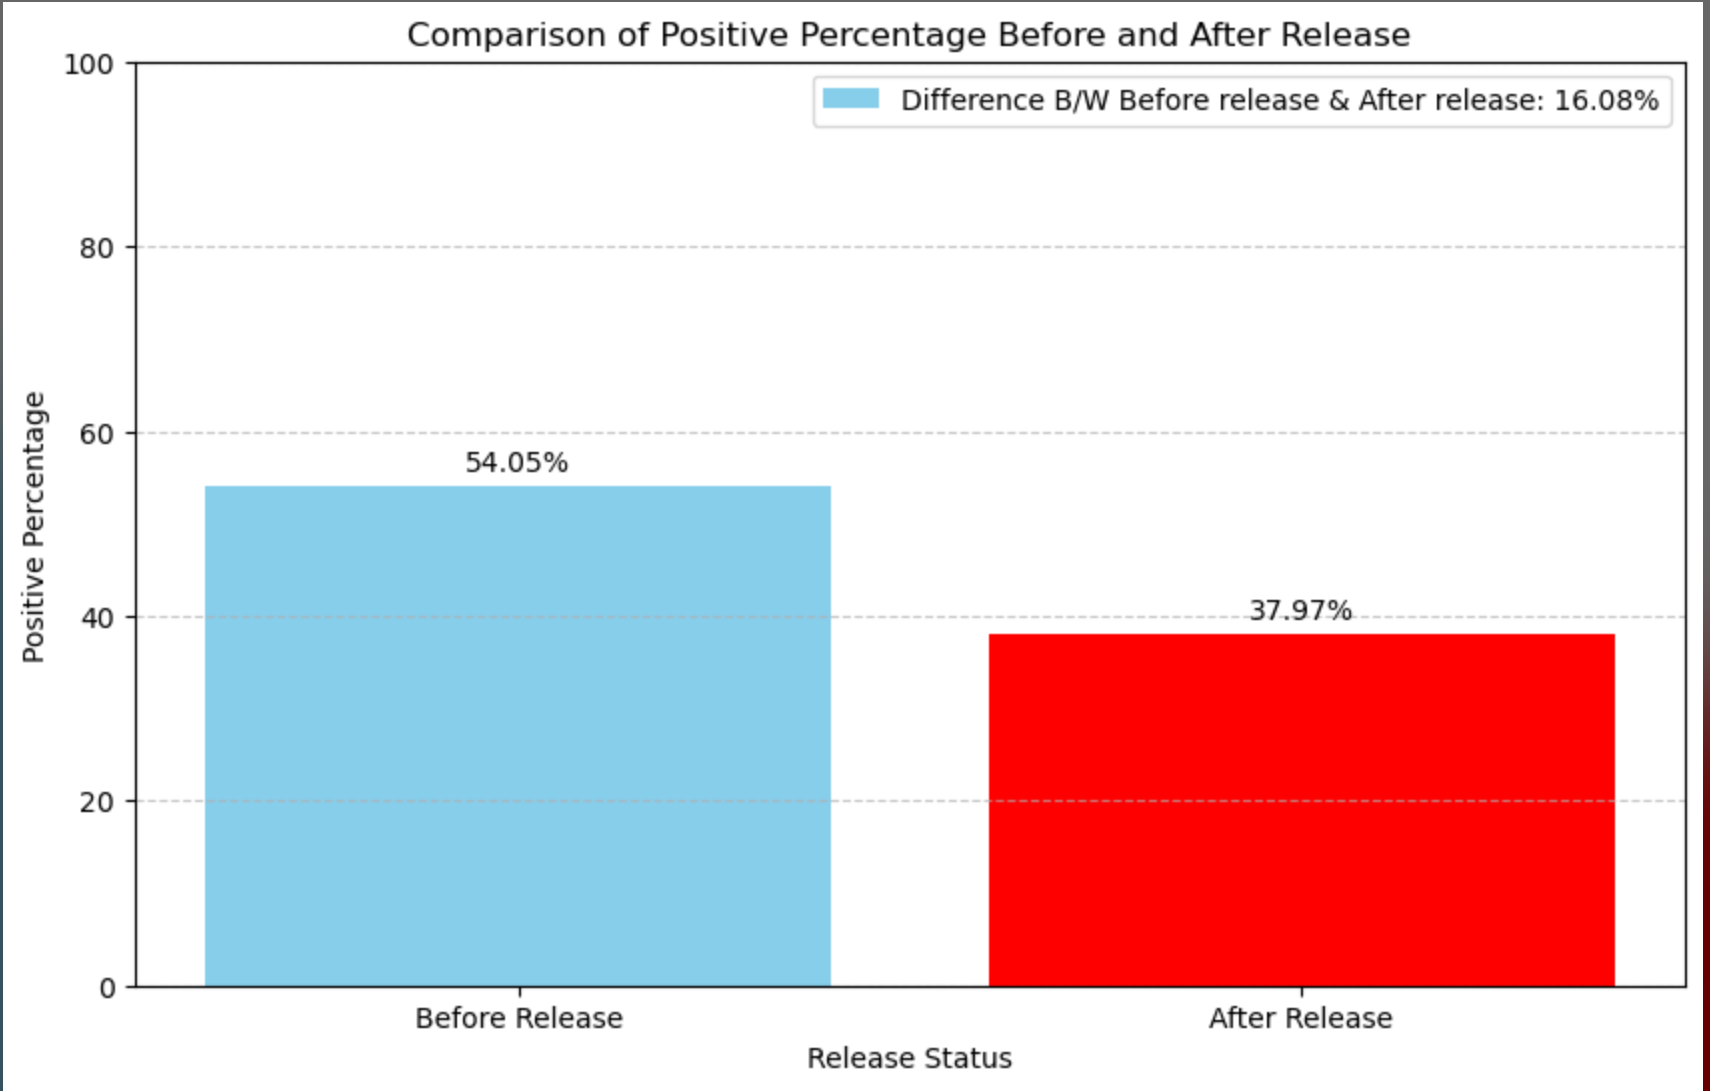 Comparison of Positive Percentage Before and After Release
100
Difference B/W Before release & After release: 16.08%
80
60
54.05%
Positive Percentage
40
37.97%
20
0
Before Release
After Release
Release Status